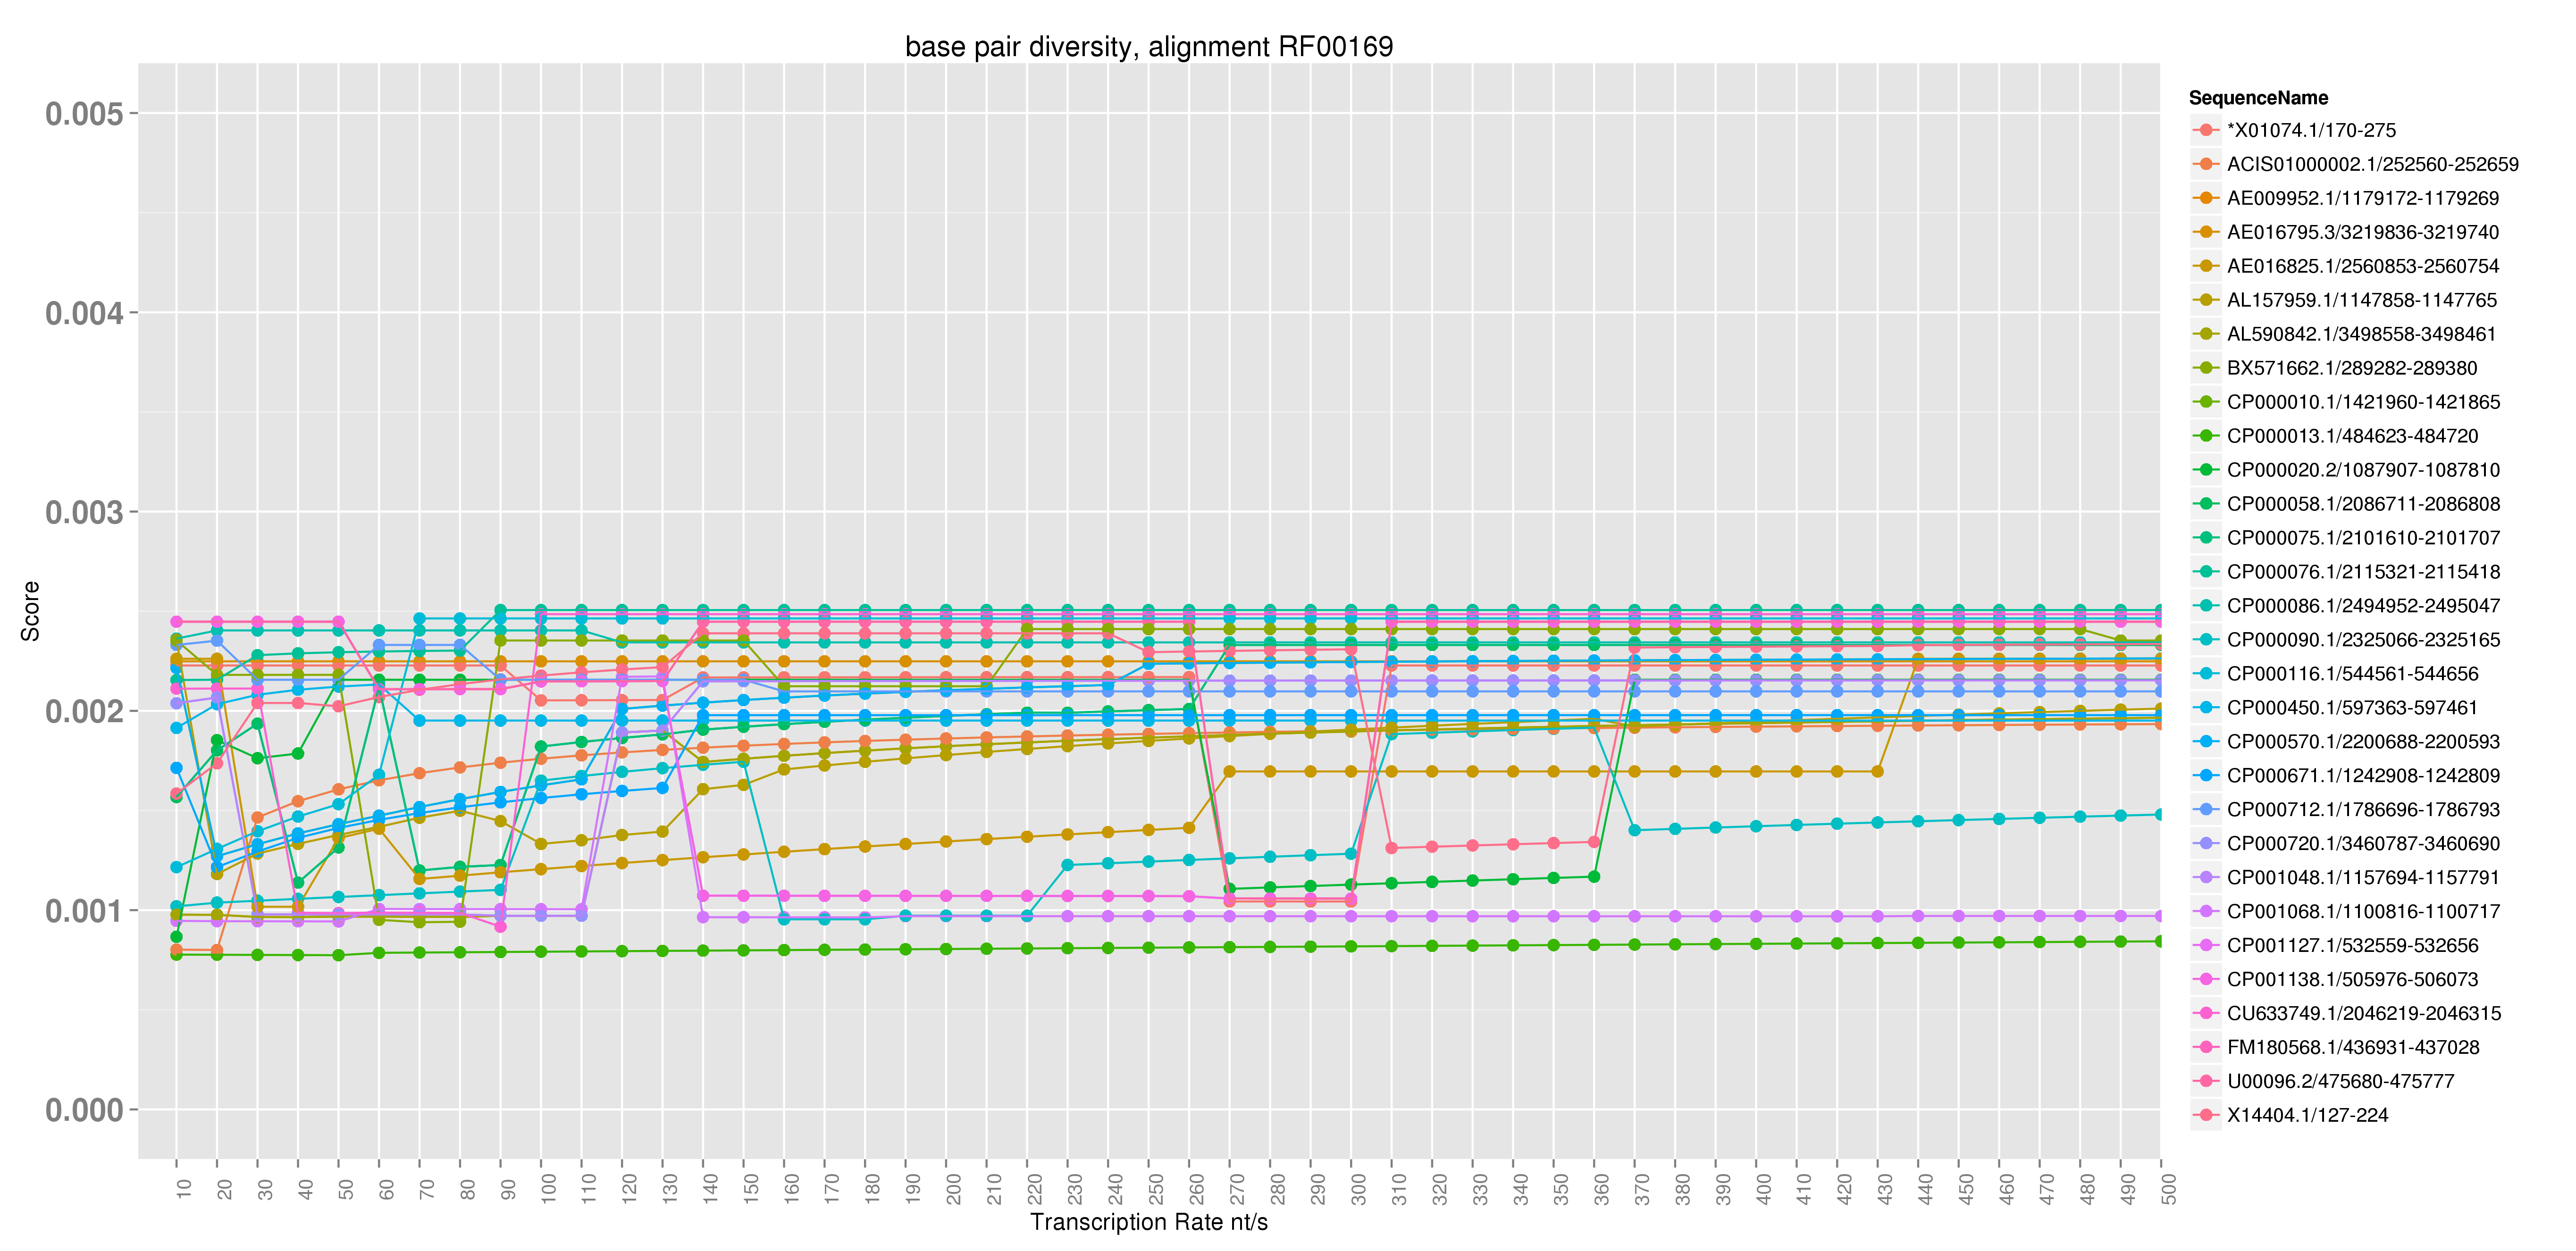 base pair diversity, alignment RF00169
0.005
0.004
0.003
0.002
0.001
0.000
Score
10 20 30 40 50 60 70 80 90 100 110 120 130 140 150 160 170 180 190 200 210 220 230 240 250 260 270 280 290 300 310 320 330 340 350 360 370 380 390 400 410 420 430 440 450 460 470 480 490 500
Transcription Rate nt/s
SequenceName
*X01074.1/170-275
ACIS01000002.1/252560-252659
AE009952.1/1179172-1179269
AE016795.3/3219836-3219740
AE016825.1/2560853-2560754
AL157959.1/1147858-1147765
AL590842.1/3498558-3498461
BX571662.1/289282-289380
CP000010.1/1421960-1421865
CP000013.1/484623-484720
CP000020.2/1087907-1087810
CP000058.1/2086711-2086808
CP000075.1/2101610-2101707
CP000076.1/2115321-2115418
CP000086.1/2494952-2495047
CP000090.1/2325066-2325165
CP000116.1/544561-544656
CP000450.1/597363-597461
CP000570.1/2200688-2200593
CP000671.1/1242908-1242809
CP000712.1/1786696-1786793
CP000720.1/3460787-3460690
CP001048.1/1157694-1157791
CP001068.1/1100816-1100717
CP001127.1/532559-532656
CP001138.1/505976-506073
CU633749.1/2046219-2046315
FM180568.1/436931-437028
U00096.2/475680-475777
X14404.1/127-224